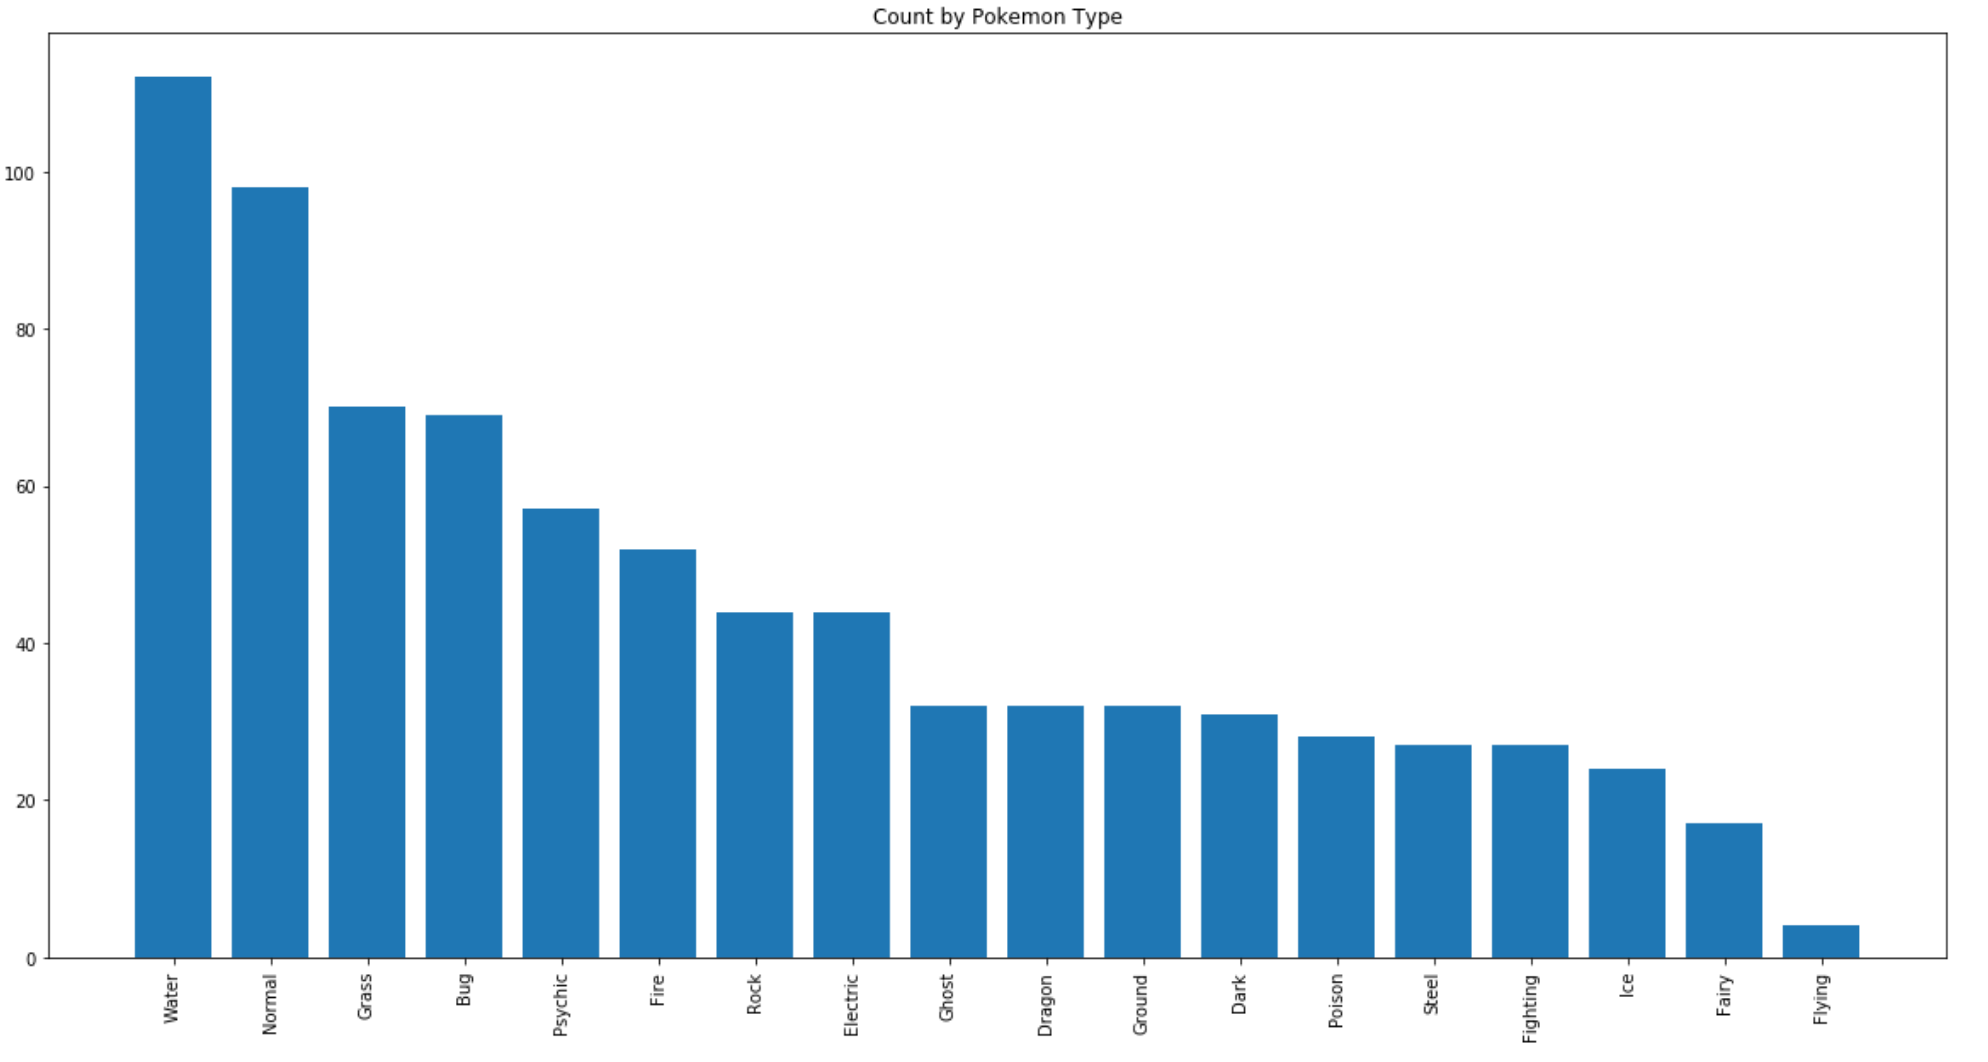 Count by Pokemon Type
100
80
60
40
20
0
Water
Normal
Grass
Bug
Psychic
Fire
Rock
Electric
Ghost
Dragon
Ground
Dark
Poison
Steel
Fighting
Ice
Fairy
Flying